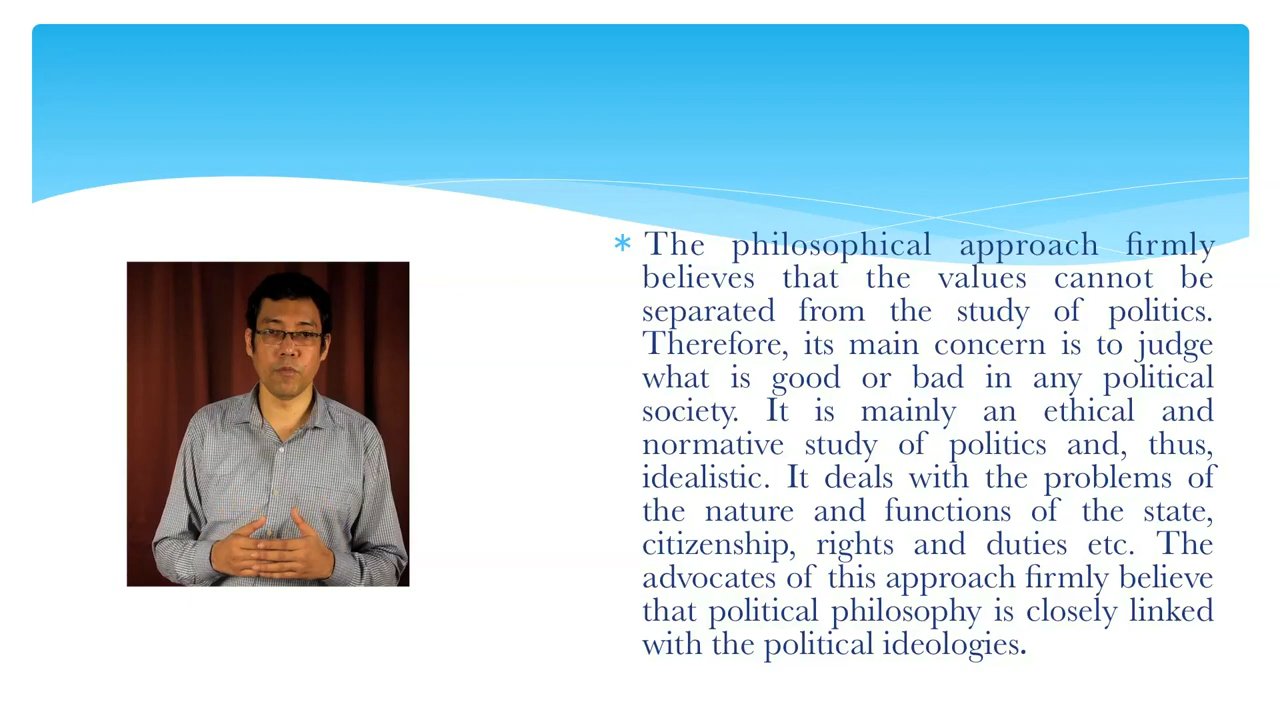 * The philosophical approach firmly
believes that the values cannot be
separated from the study of politics.
Therefore, its main concern is to judge
what is good or bad in any political
society. It is mainly an ethical and
normative study of politics and, thus,
idealistic. It deals with the problems of
the nature and functions of the state,
citizenship, rights and duties etc. The
advocates of this approach firmly believe
that political philosophy is closely linked
with the political ideologies.